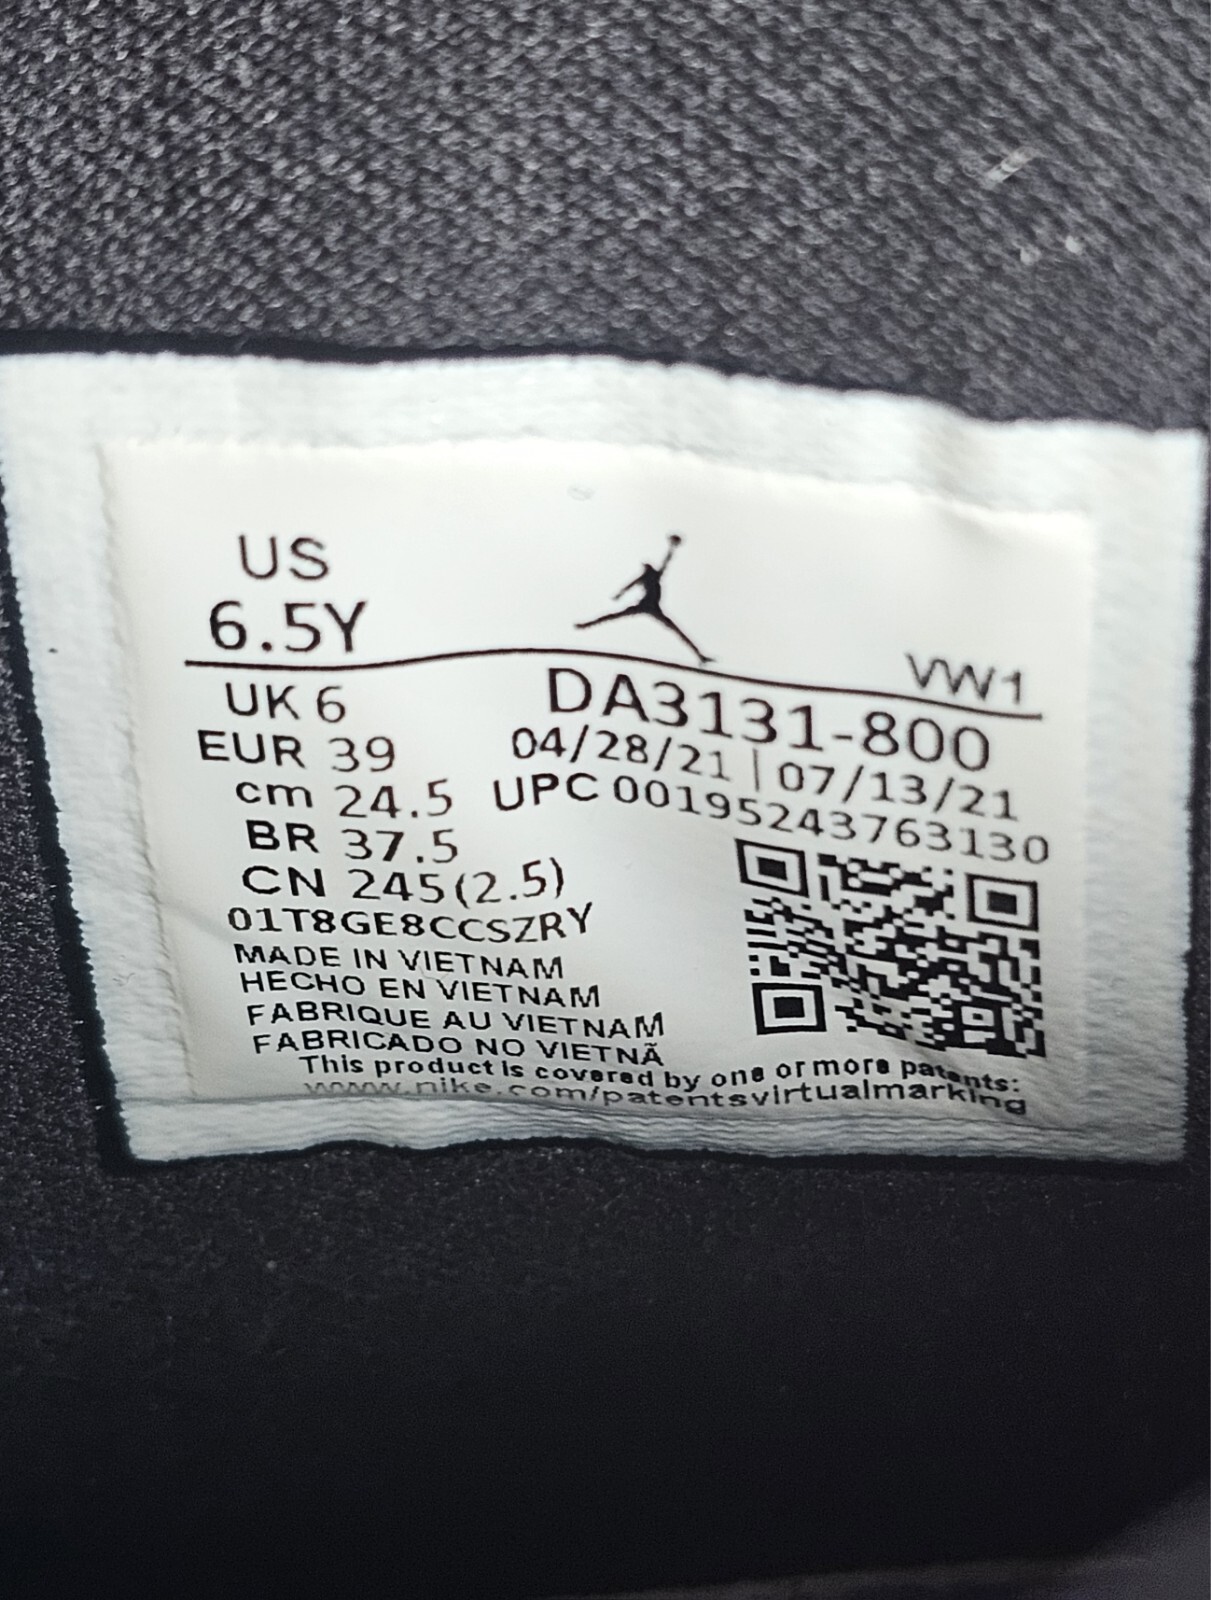 US
6.5Y
VW1
UK 6
EUR 39
cm 24.5
BR 37.5
CN 245(2.5)
DA3131-800
04/28/21 | 07/13/21
UPC 00195243763130
01T8GE8CCSZRY
MADE IN VIETNAM
HECHO EN VIETNAM
FABRIQUE AU VIETNAM
FABRICADO NO VIETNÃ
This product is covered by one or more patents:
www.nike.com/patentsvirtualmarking